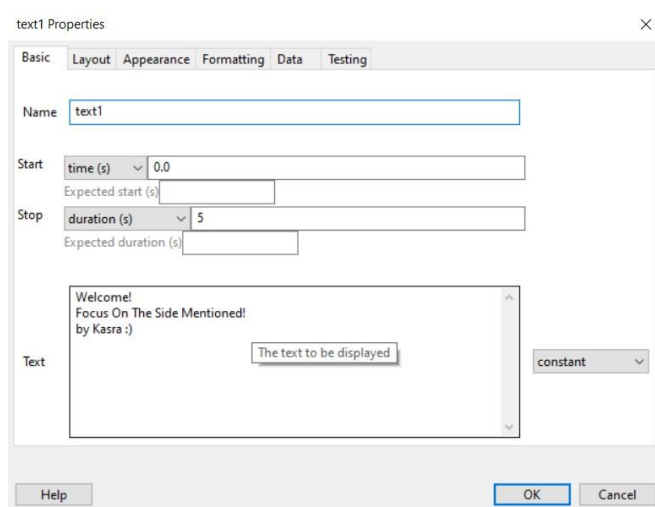 text1 Properties
Basic Layout Appearance Formatting Data Testing
Name text1
Start time (s) 0.0
Expected start (s)
Stop duration (s) 5
Expected duration (s)
Welcome!
Focus On The Side Mentioned!
by Kasra :)
The text to be displayed
Text constant
Help OK Cancel